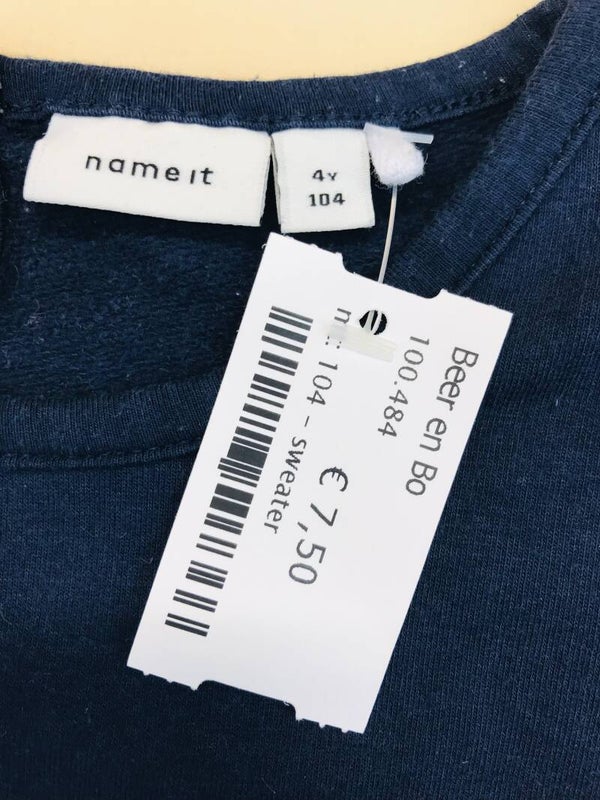 name it
4Y
104
Beer en Bo
100.484
€ 7,50
104 - sweater